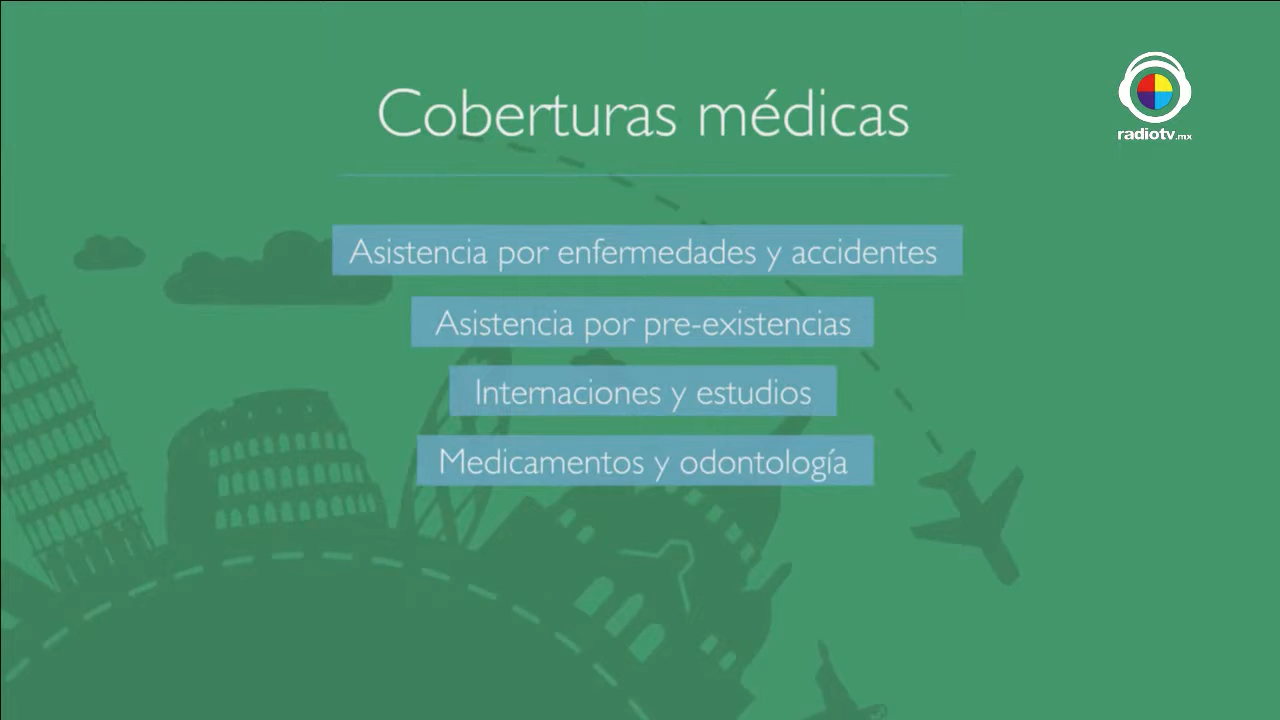 Coberturas médicas
radiotv.mx
Asistencia por enfermedades y accidentes
Asistencia por pre-existencias
Internaciones y estudios
Medicamentos y odontología